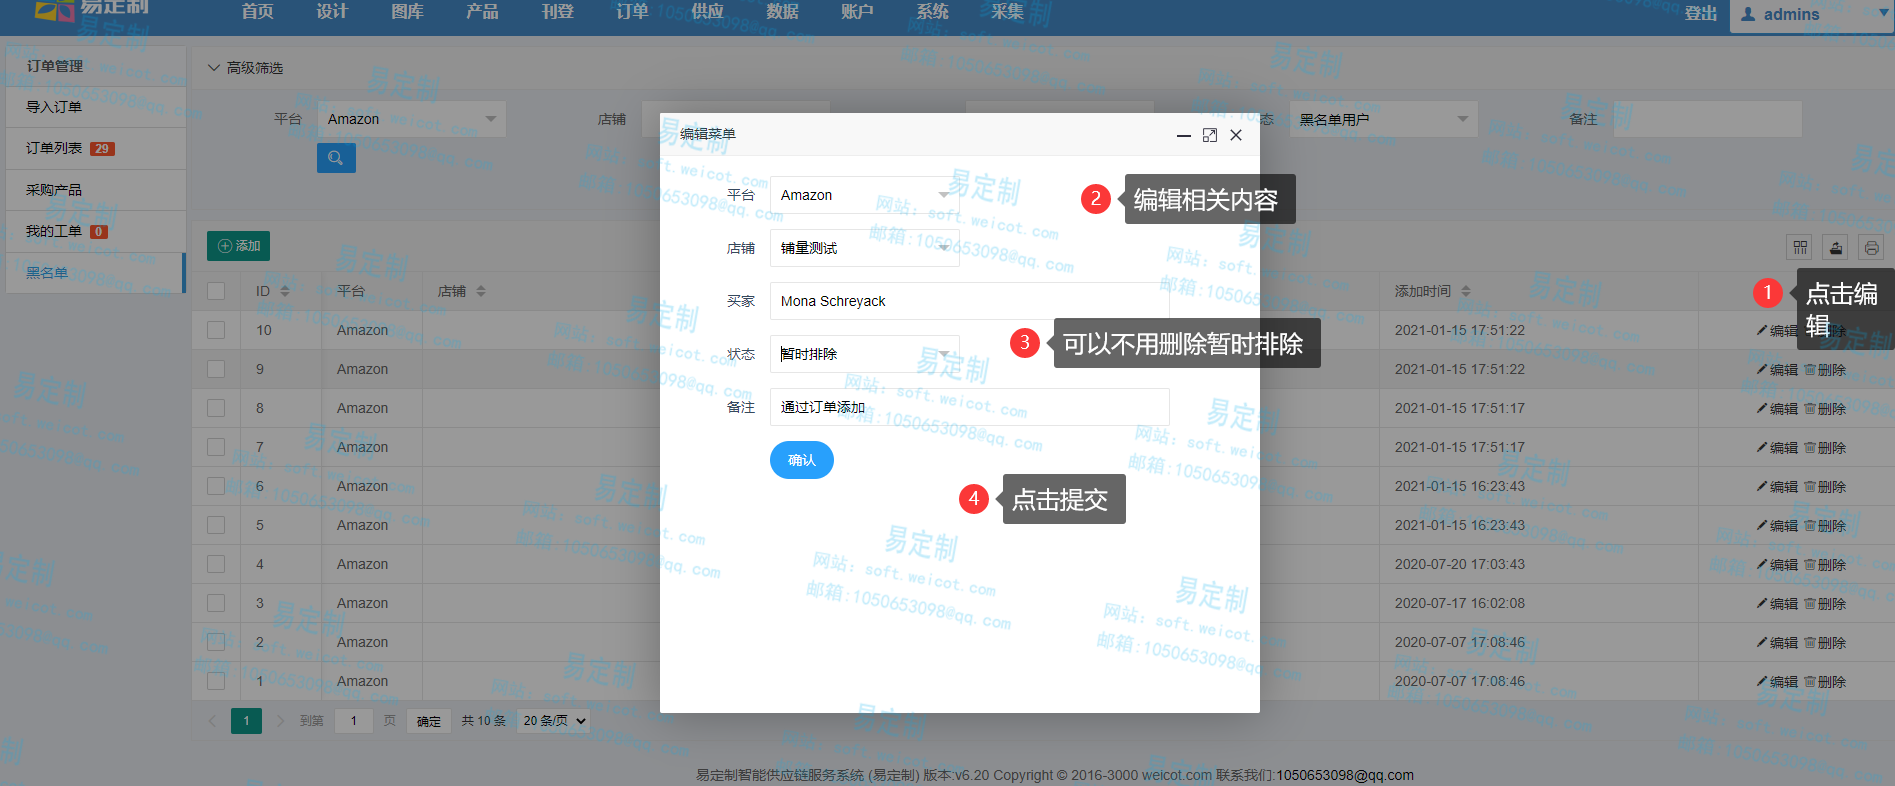 易定制
首页 设计 图库 产品 刊登 订单 供应 数据 账户 系统 采集
登出 admins
订单管理
导入订单
订单列表 29
采购产品
我的工单 0
黑名单
高级筛选
平台 Amazon 店铺 态 黑名单用户 备注
添加
ID 平台 店铺 添加时间
10 Amazon 2021-01-15 17:51:22 编辑 删除
9 Amazon 2021-01-15 17:51:22 编辑 删除
8 Amazon 2021-01-15 17:51:17 编辑 删除
7 Amazon 2021-01-15 17:51:17 编辑 删除
6 Amazon 2021-01-15 16:23:43 编辑 删除
5 Amazon 2021-01-15 16:23:43 编辑 删除
4 Amazon 2020-07-20 17:03:43 编辑 删除
3 Amazon 2020-07-17 16:02:08 编辑 删除
2 Amazon 2020-07-07 17:08:46 编辑 删除
1 Amazon 2020-07-07 17:08:46 编辑 删除
1 到第 1 页 确定 共 10 条 20 条/页
编辑菜单
平台 Amazon
店铺 铺量测试
买家 Mona Schreyack
状态 暂时排除
备注 通过订单添加
确认
1 点击编
辑
2 编辑相关内容
3 可以不用删除暂时排除
4 点击提交
易定制
网站: soft.weicot.com
邮箱:1050653098@qq.com
易定制智能供应链服务系统 (易定制) 版本:v6.20 Copyright © 2016-3000 weicot.com 联系我们:1050653098@qq.com